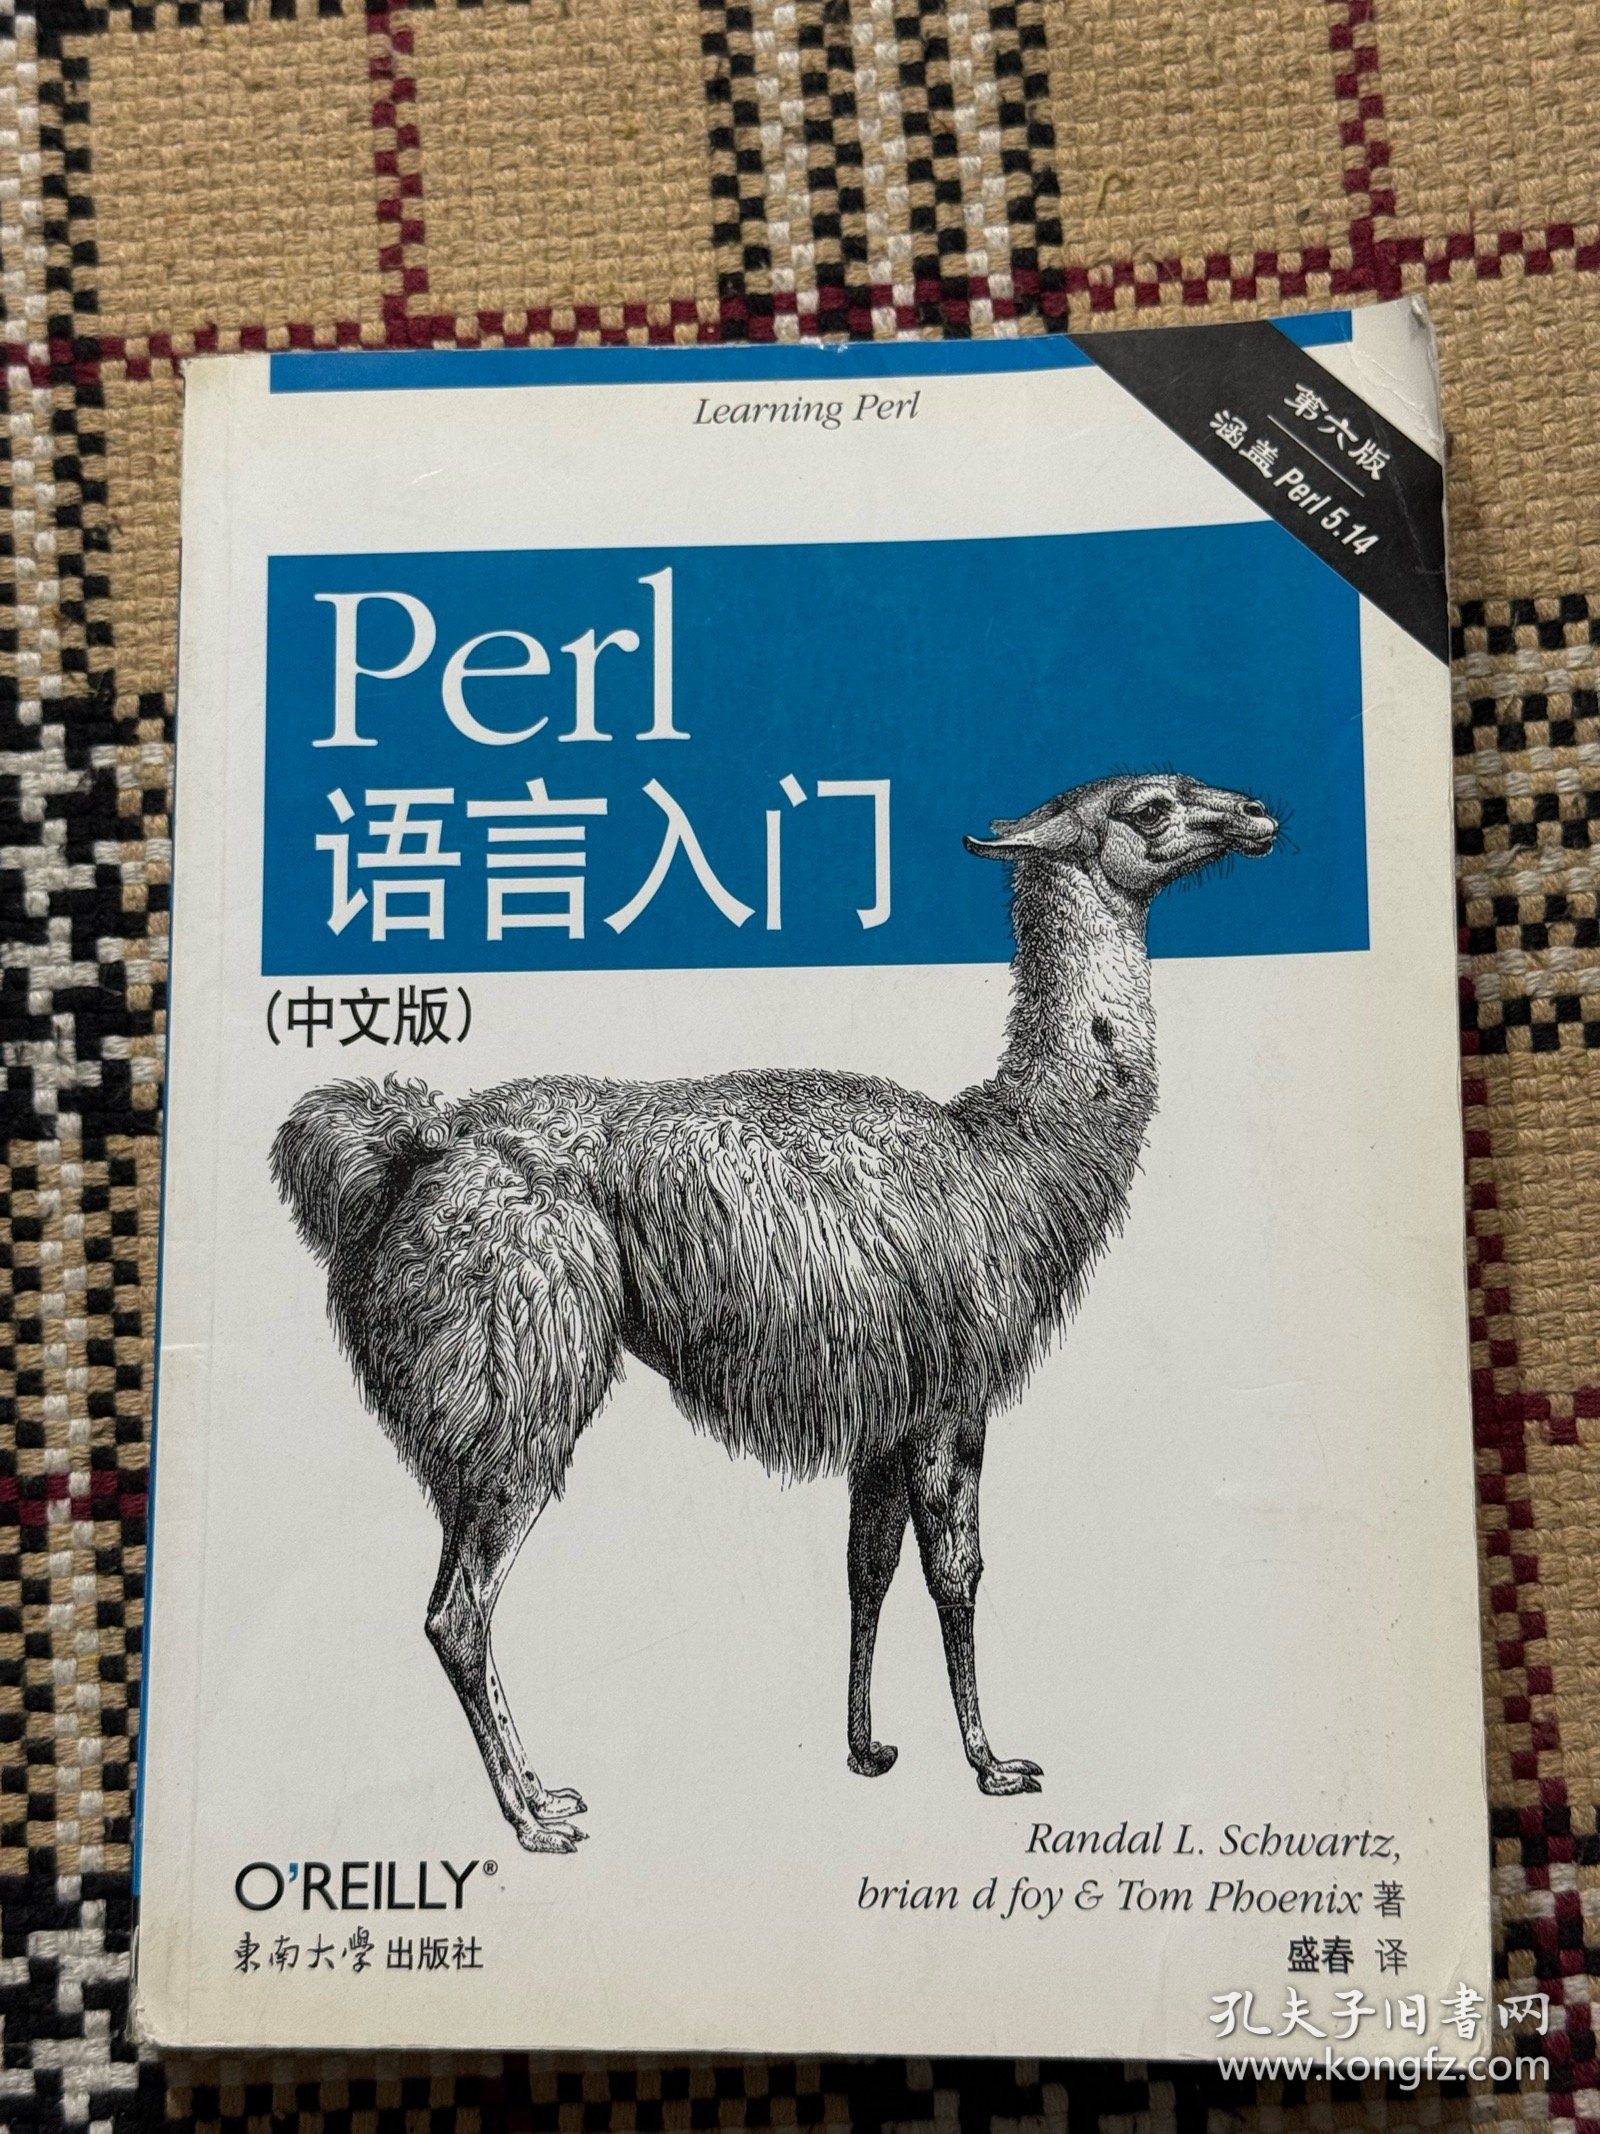 Learning Perl
第六版
涵盖 Perl 5.14
Perl
语言入门
(中文版)
Randal L. Schwartz,
brian d foy & Tom Phoenix 著
盛春 译
O'REILLY®
東南大學出版社
孔夫子旧书网
www.kongfz.com